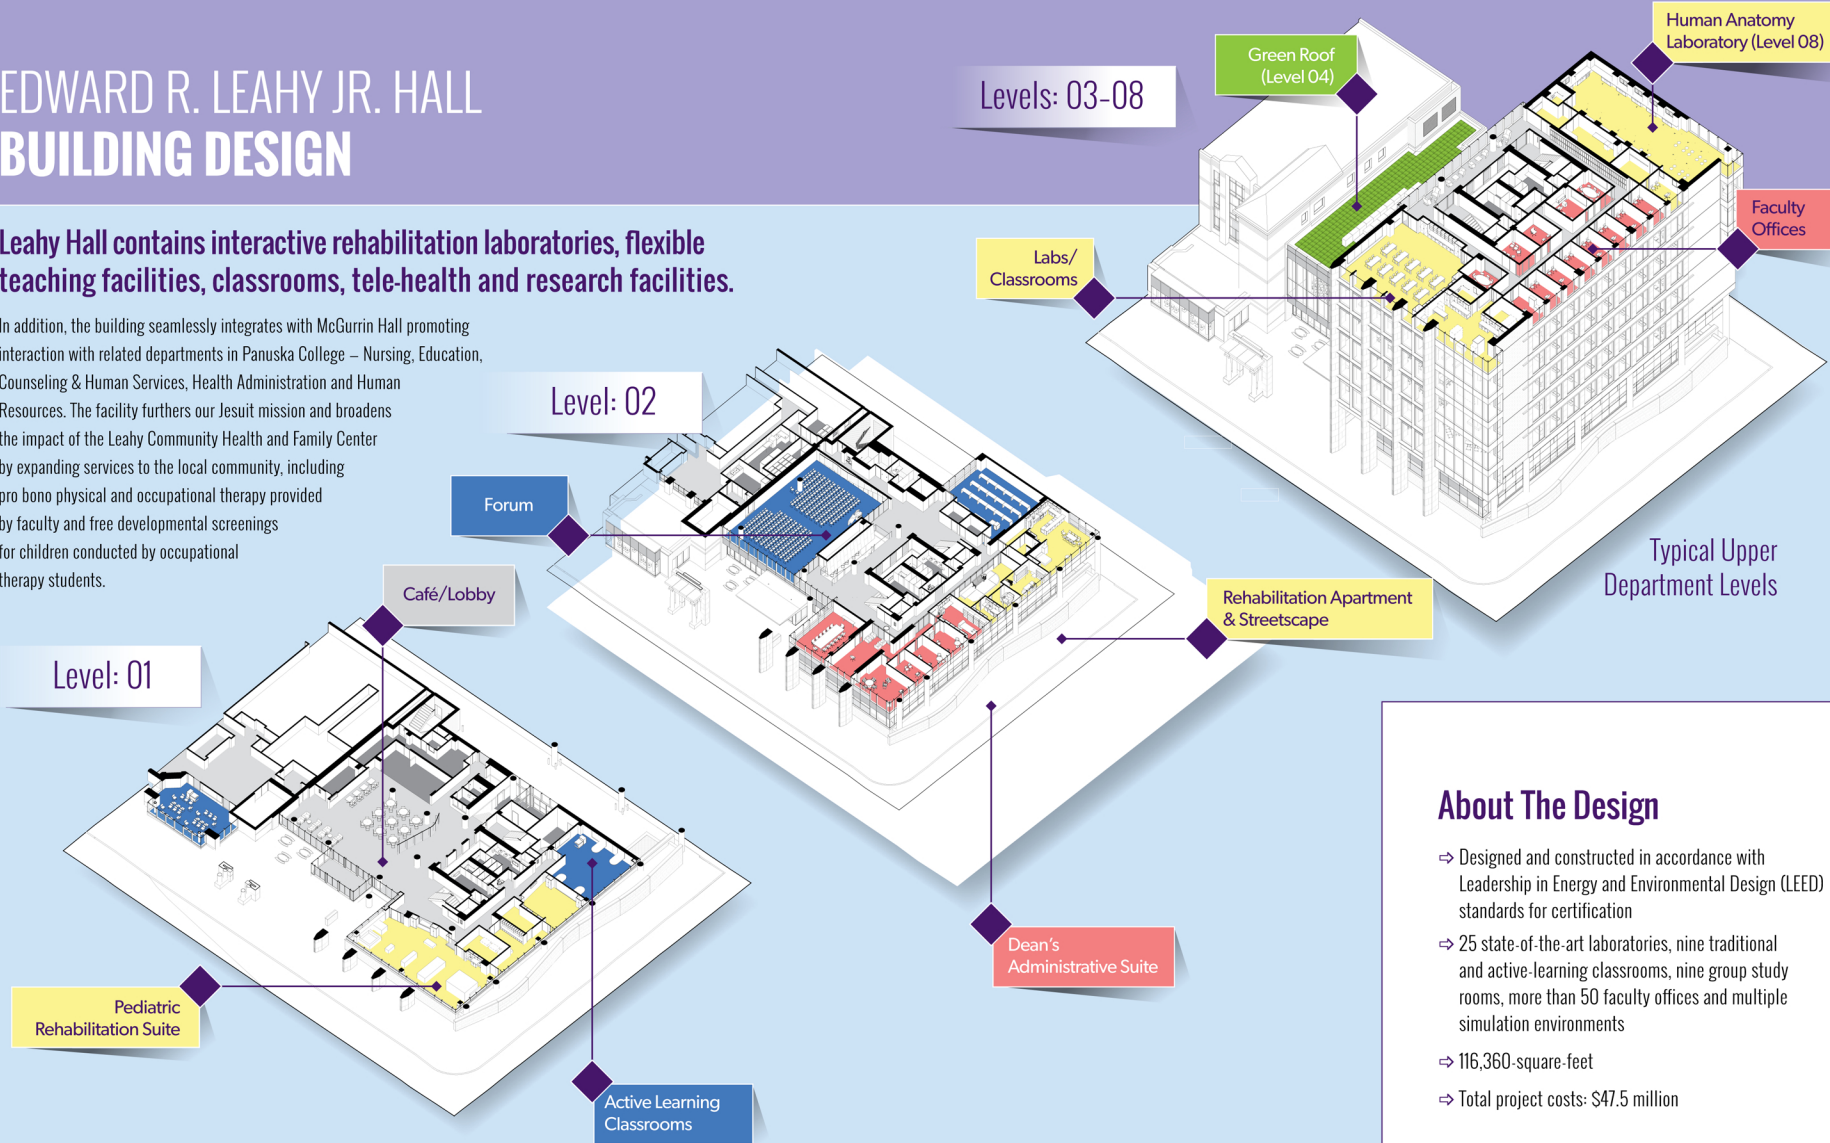 EDWARD R. LEAHY JR. HALL
BUILDING DESIGN
Leahy Hall contains interactive rehabilitation laboratories, flexible
teaching facilities, classrooms, tele-health and research facilities.
In addition, the building seamlessly integrates with McGurrin Hall promoting
interaction with related departments in Panuska College – Nursing, Education,
Counseling & Human Services, Health Administration and Human
Resources. The facility furthers our Jesuit mission and broadens
the impact of the Leahy Community Health and Family Center
by expanding services to the local community, including
pro bono physical and occupational therapy provided
by faculty and free developmental screenings
for children conducted by occupational
therapy students.
Level: 01
Café/Lobby
Pediatric
Rehabilitation Suite
Active Learning
Classrooms
Level: 02
Forum
Rehabilitation Apartment
& Streetscape
Dean's
Administrative Suite
Levels: 03-08
Green Roof
(Level 04)
Human Anatomy
Laboratory (Level 08)
Labs/
Classrooms
Faculty
Offices
Typical Upper
Department Levels
About The Design
⇨ Designed and constructed in accordance with
Leadership in Energy and Environmental Design (LEED)
standards for certification
⇨ 25 state-of-the-art laboratories, nine traditional
and active-learning classrooms, nine group study
rooms, more than 50 faculty offices and multiple
simulation environments
⇨ 116,360-square-feet
⇨ Total project costs: $47.5 million